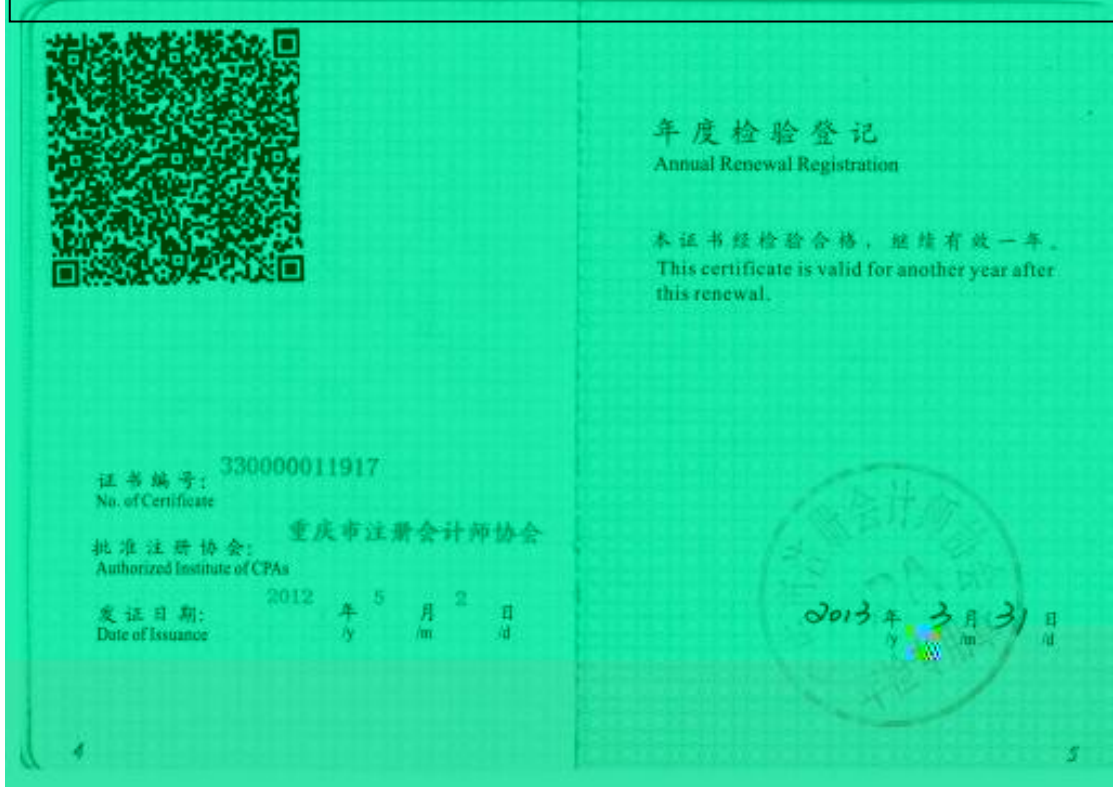 证书编号: 330000011917
No. of Certificate
批准注册协会: 重庆市注册会计师协会
Authorized Institute of CPAs
发证日期: 2012 年 5 月 2 日
Date of Issuance /y /m /d
4
年度检验登记
Annual Renewal Registration
本证书经检验合格，继续有效一年。
This certificate is valid for another year after
this renewal.
2013 年 3 月 31 日
/y /m /d
5